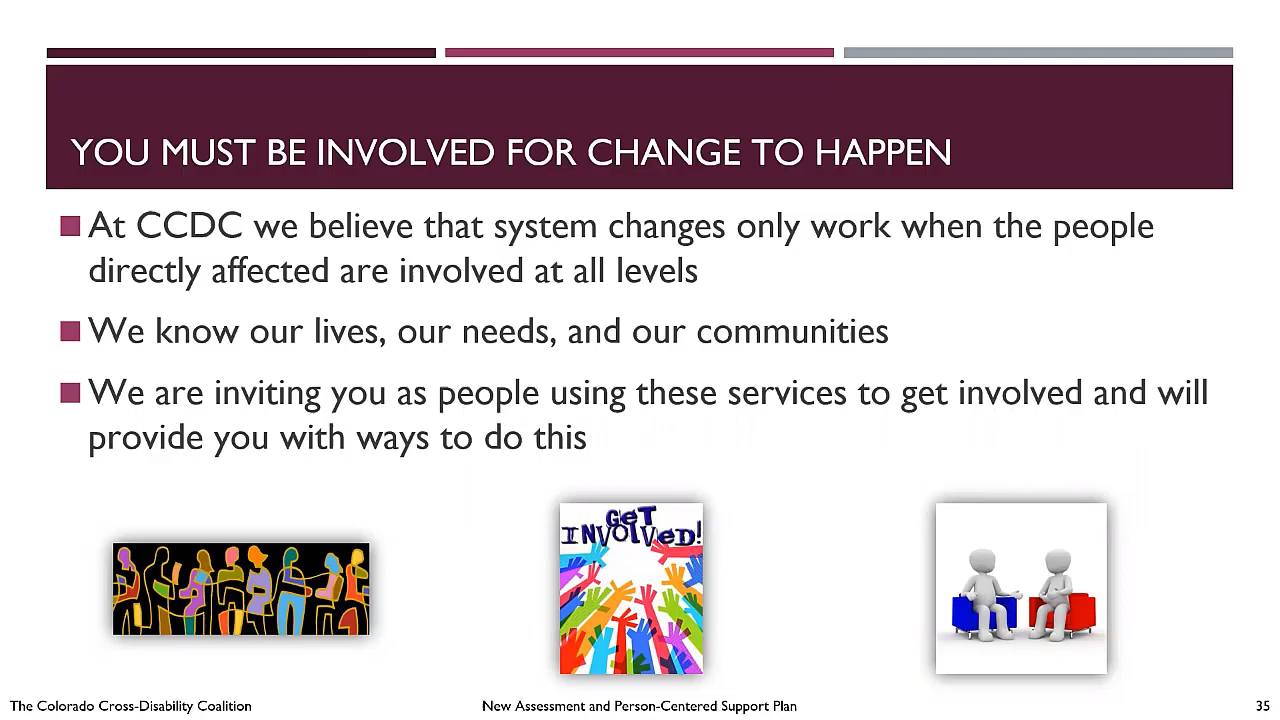 YOU MUST BE INVOLVED FOR CHANGE TO HAPPEN
At CCDC we believe that system changes only work when the people
directly affected are involved at all levels
We know our lives, our needs, and our communities
We are inviting you as people using these services to get involved and will
provide you with ways to do this
GET
INVOLVED!
The Colorado Cross-Disability Coalition
New Assessment and Person-Centered Support Plan
35